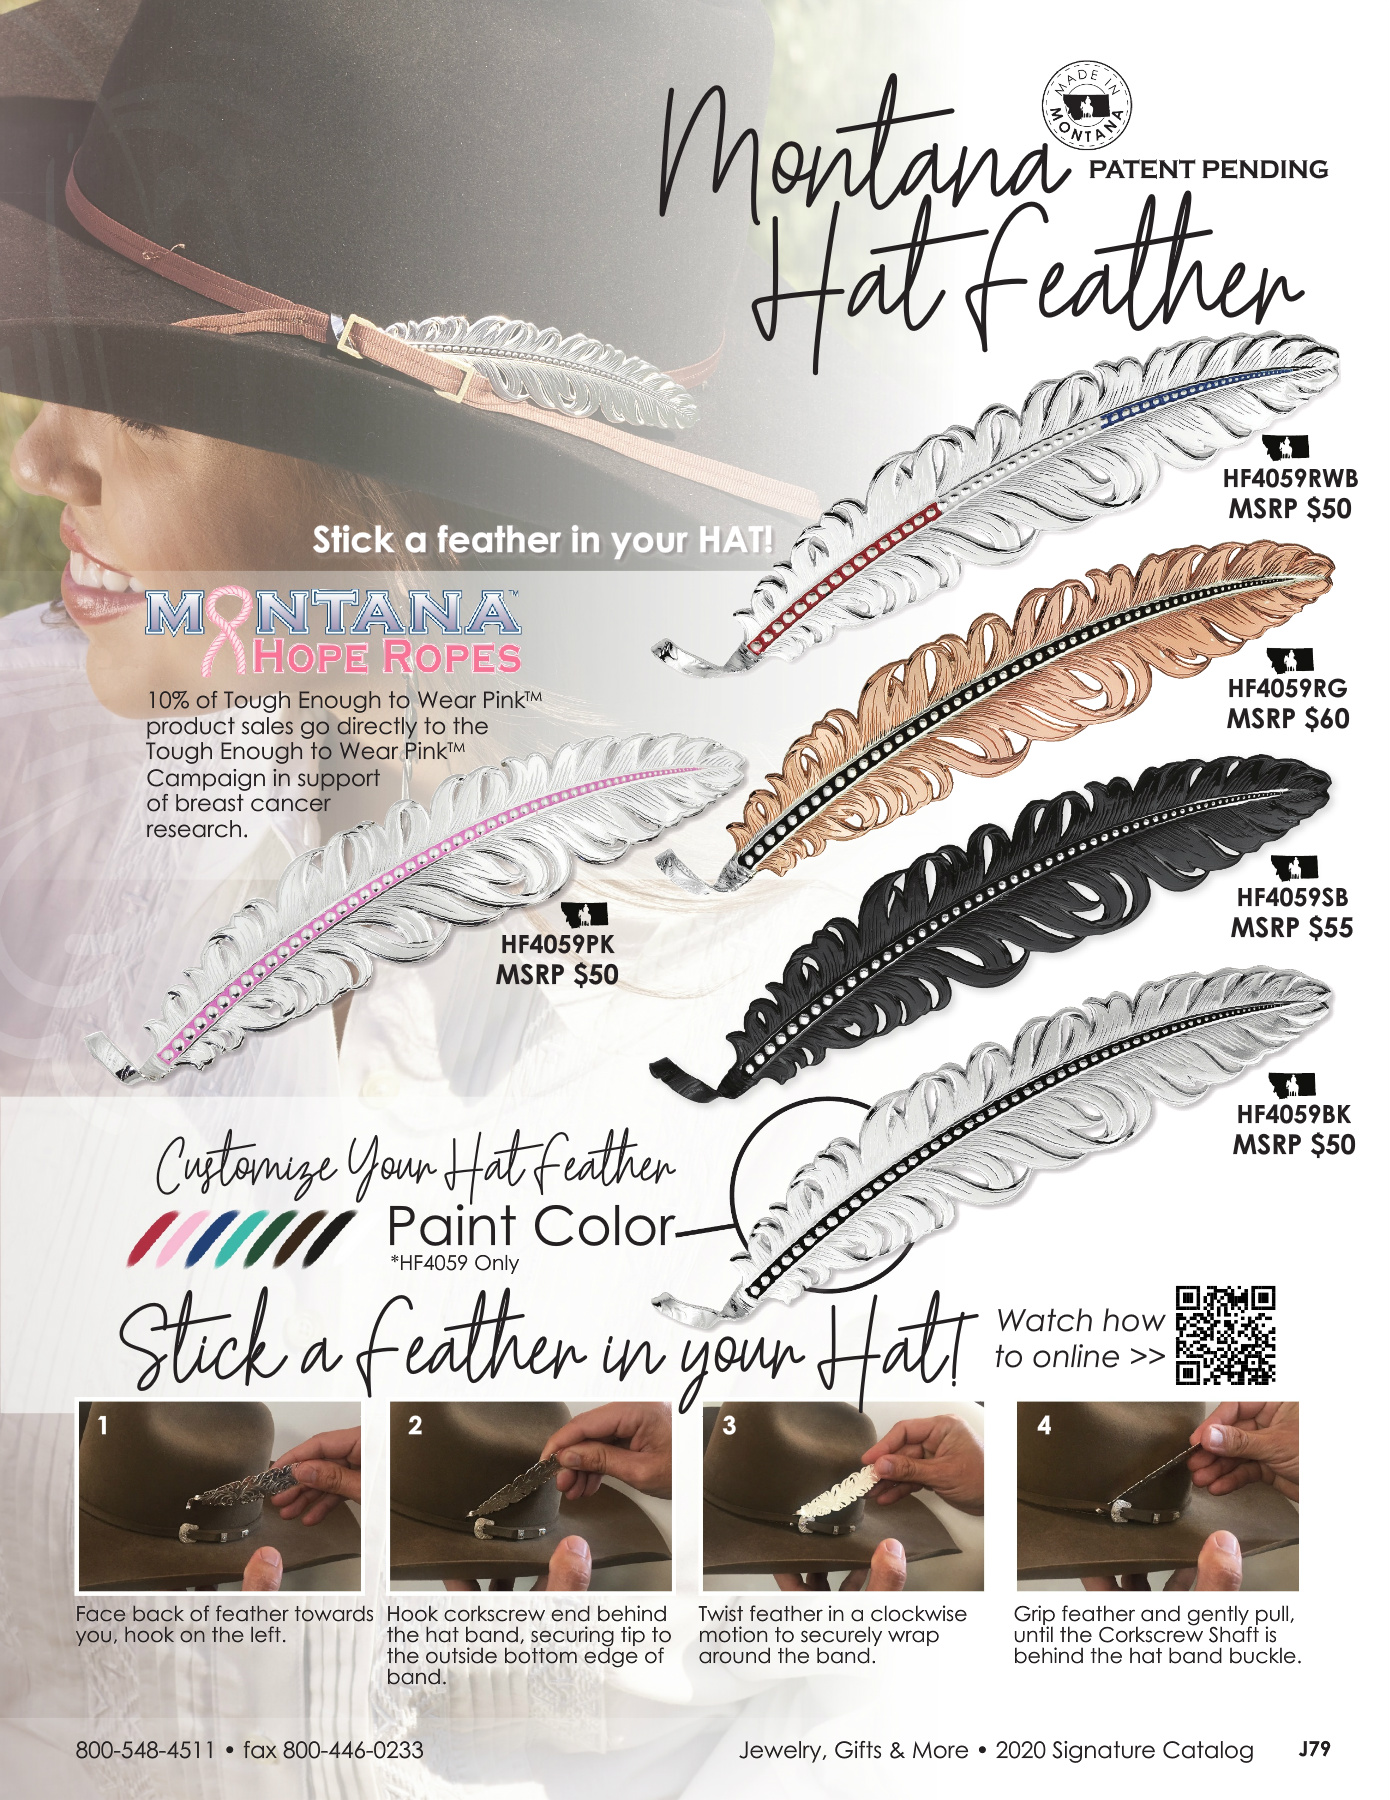 MADE IN
MONTANA
Montana
PATENT PENDING
Hat Feather
HF4059RWB
MSRP $50
Stick a feather in your HAT!
MONTANA™
HOPE ROPES
10% of Tough Enough to Wear Pink™
product sales go directly to the
Tough Enough to Wear Pink™
Campaign in support
of breast cancer
research.
HF4059RG
MSRP $60
HF4059SB
MSRP $55
HF4059PK
MSRP $50
HF4059BK
MSRP $50
Customize Your Hat Feather
Paint Color
*HF4059 Only
Stick a Feather in your Hat!
Watch how
to online >>
1
2
3
4
Face back of feather towards
you, hook on the left.
Hook corkscrew end behind
the hat band, securing tip to
the outside bottom edge of
band.
Twist feather in a clockwise
motion to securely wrap
around the band.
Grip feather and gently pull,
until the Corkscrew Shaft is
behind the hat band buckle.
800-548-4511 • fax 800-446-0233
Jewelry, Gifts & More • 2020 Signature Catalog
J79